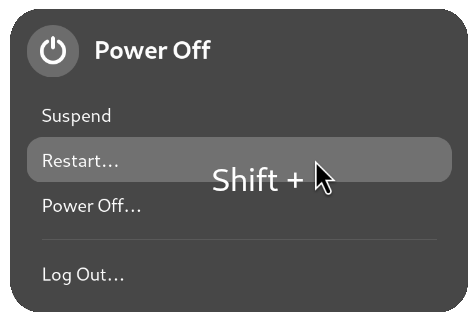 Power Off
Suspend
Restart...
Shift +
Power Off...
Log Out...